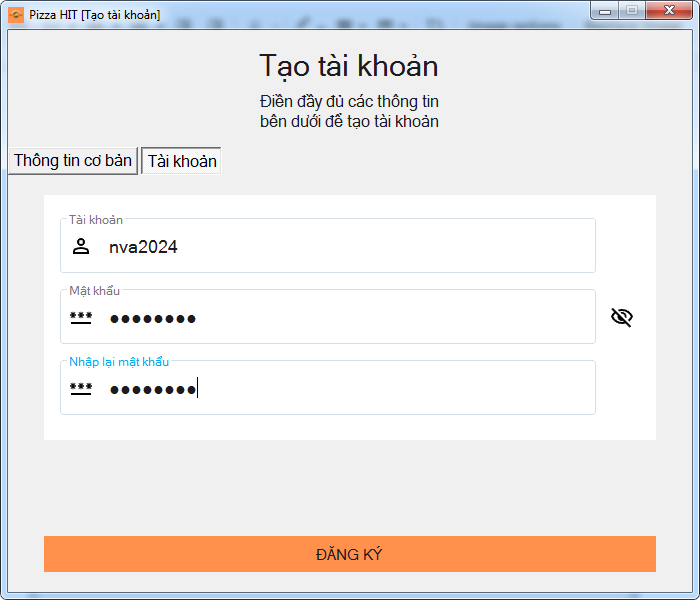 Pizza HIT [Tạo tài khoản]
Tạo tài khoản
Điền đầy đủ các thông tin
bên dưới để tạo tài khoản
Thông tin cơ bản
Tài khoản
Tài khoản
nva2024
Mật khẩu
Nhập lại mật khẩu
ĐĂNG KÝ